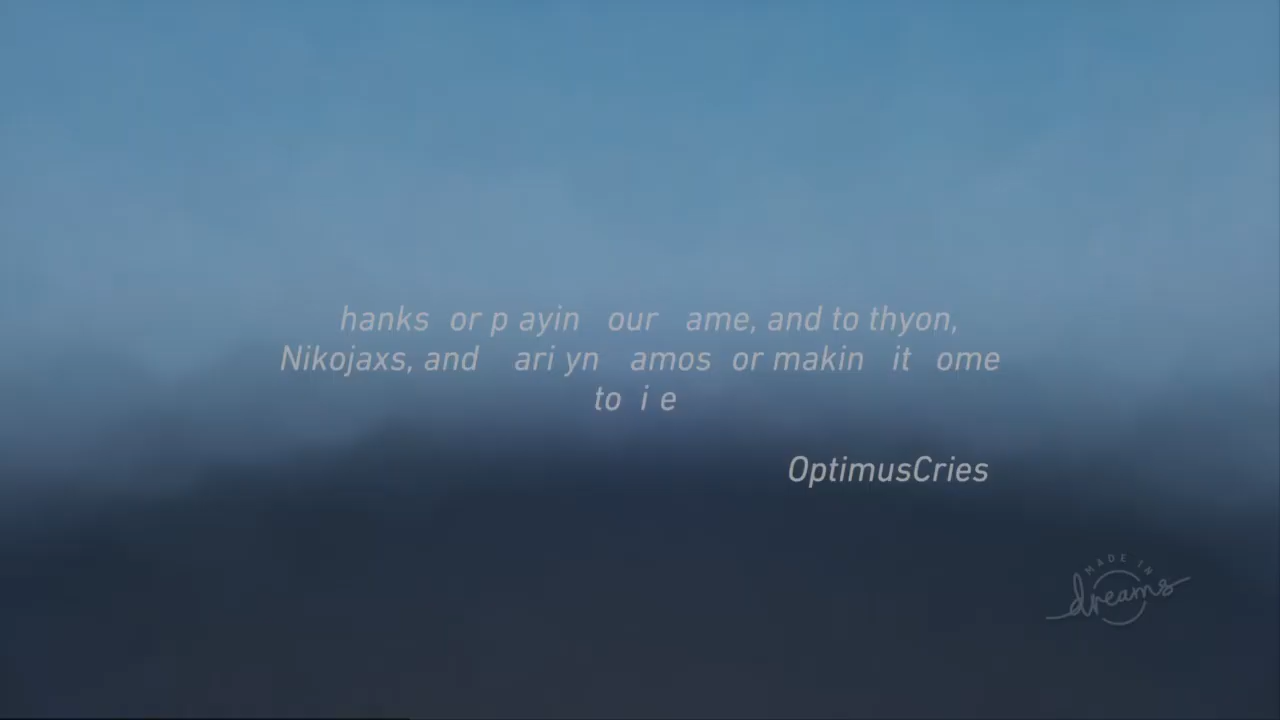 hanks or p ayin our ame, and to thyon,
Nikojaxs, and ari yn amos or makin it ome
to i e
OptimusCries
MADE IN
dreams